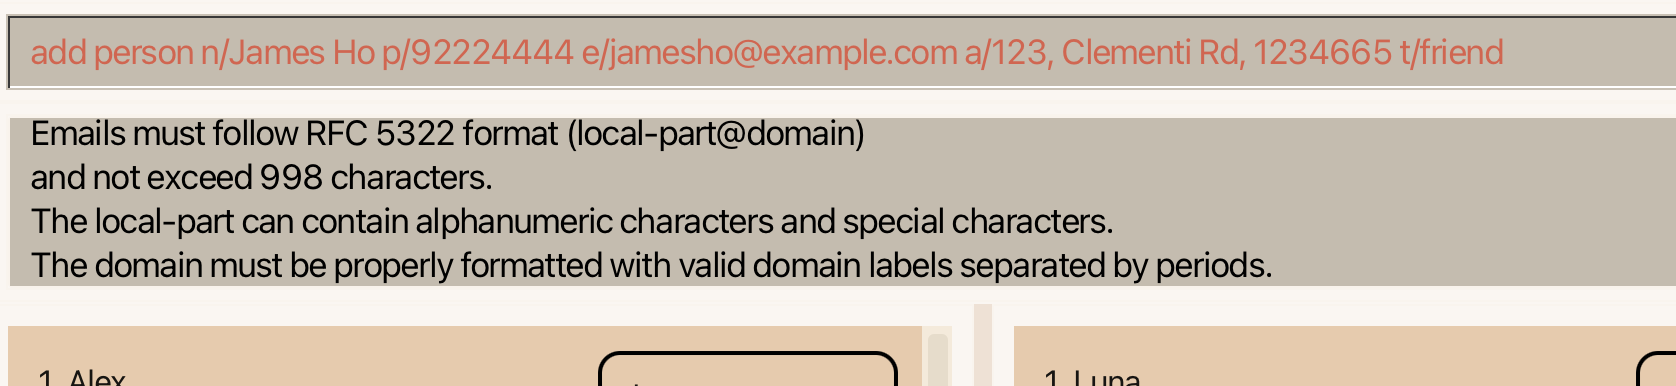 add person n/James Ho p/92224444 e/jamesho@example.com a/123, Clementi Rd, 1234665 t/friend
Emails must follow RFC 5322 format (local-part@domain)
and not exceed 998 characters.
The local-part can contain alphanumeric characters and special characters.
The domain must be properly formatted with valid domain labels separated by periods.
1. Alex
1. Luna